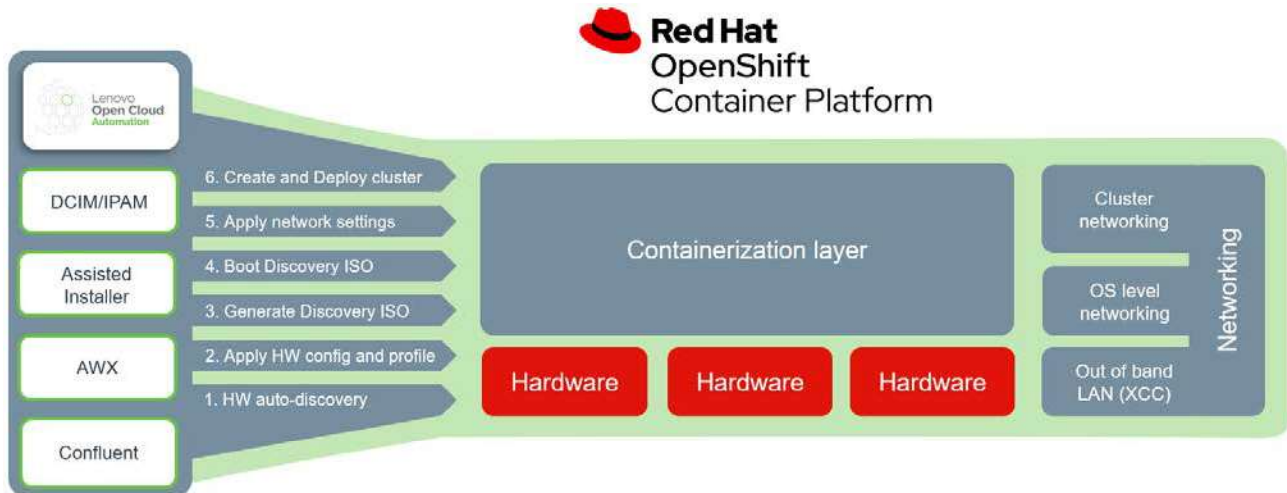 Red Hat
OpenShift
Container Platform
Lenovo
Open Cloud
Automation
DCIM/IPAM
Assisted
Installer
AWX
Confluent
6. Create and Deploy cluster
5. Apply network settings
4. Boot Discovery ISO
3. Generate Discovery ISO
2. Apply HW config and profile
1. HW auto-discovery
Containerization layer
Hardware
Hardware
Hardware
Cluster
networking
OS level
networking
Out of band
LAN (XCC)
Networking